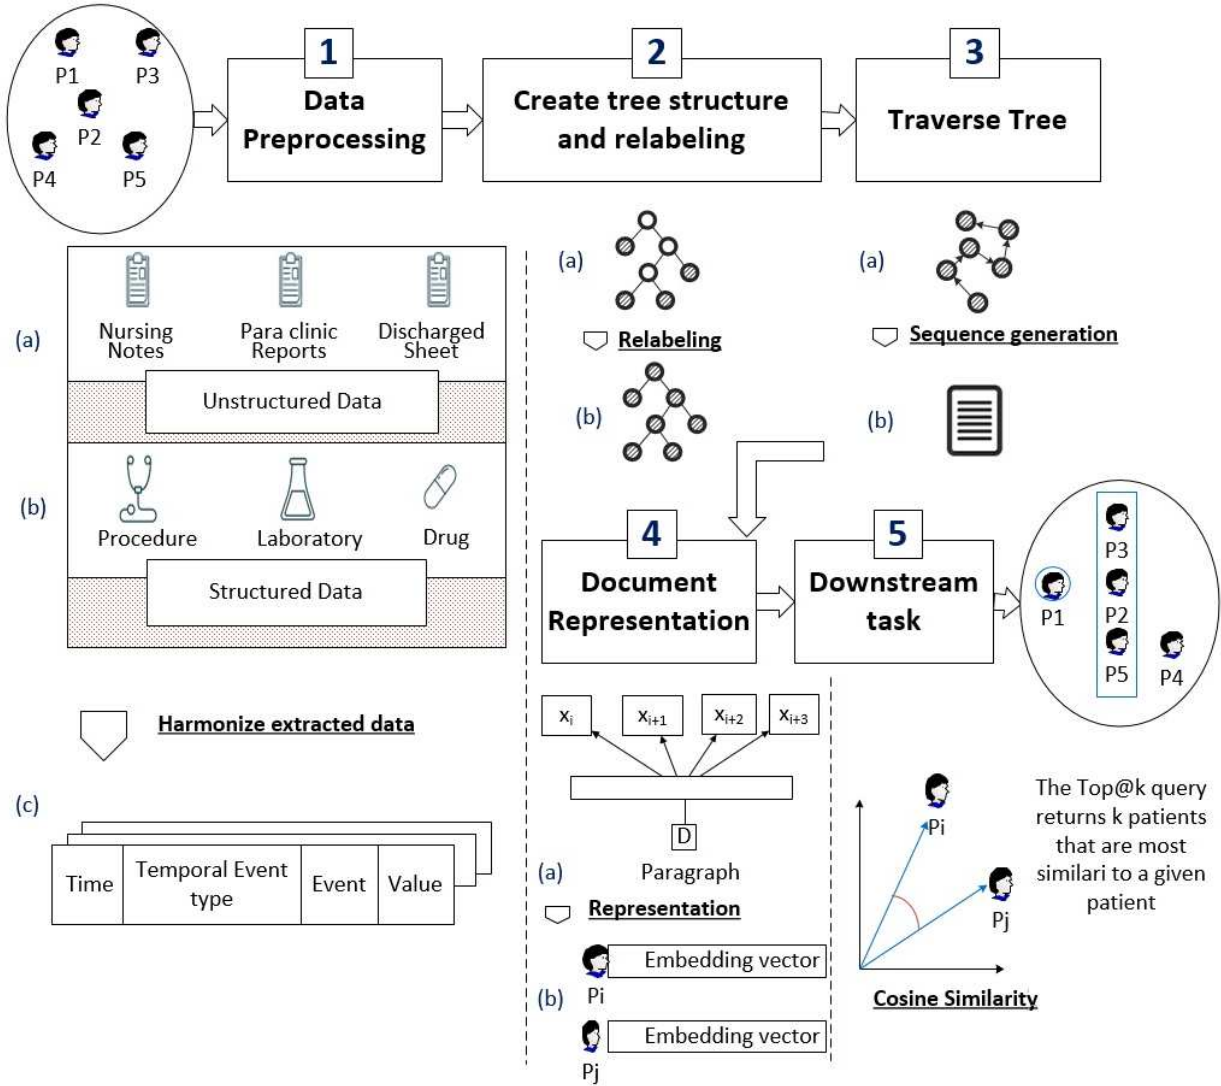 P1
P3
P2
P4
P5
1
Data
Preprocessing
2
Create tree structure
and relabeling
3
Traverse Tree
(a)
Nursing
Notes
Para clinic
Reports
Discharged
Sheet
Unstructured Data
(b)
Procedure
Laboratory
Drug
Structured Data
Harmonize extracted data
(c)
Time
Temporal Event
type
Event
Value
(a)
Relabeling
(b)
(a)
Sequence generation
(b)
4
Document
Representation
5
Downstream
task
P3
P1
P2
P5
P4
xi
xi+1
xi+2
xi+3
D
(a)
Paragraph
Representation
Embedding vector
Pi
(b)
Embedding vector
Pj
Pi
Pj
Cosine Similarity
The Top@k query
returns k patients
that are most
similari to a given
patient